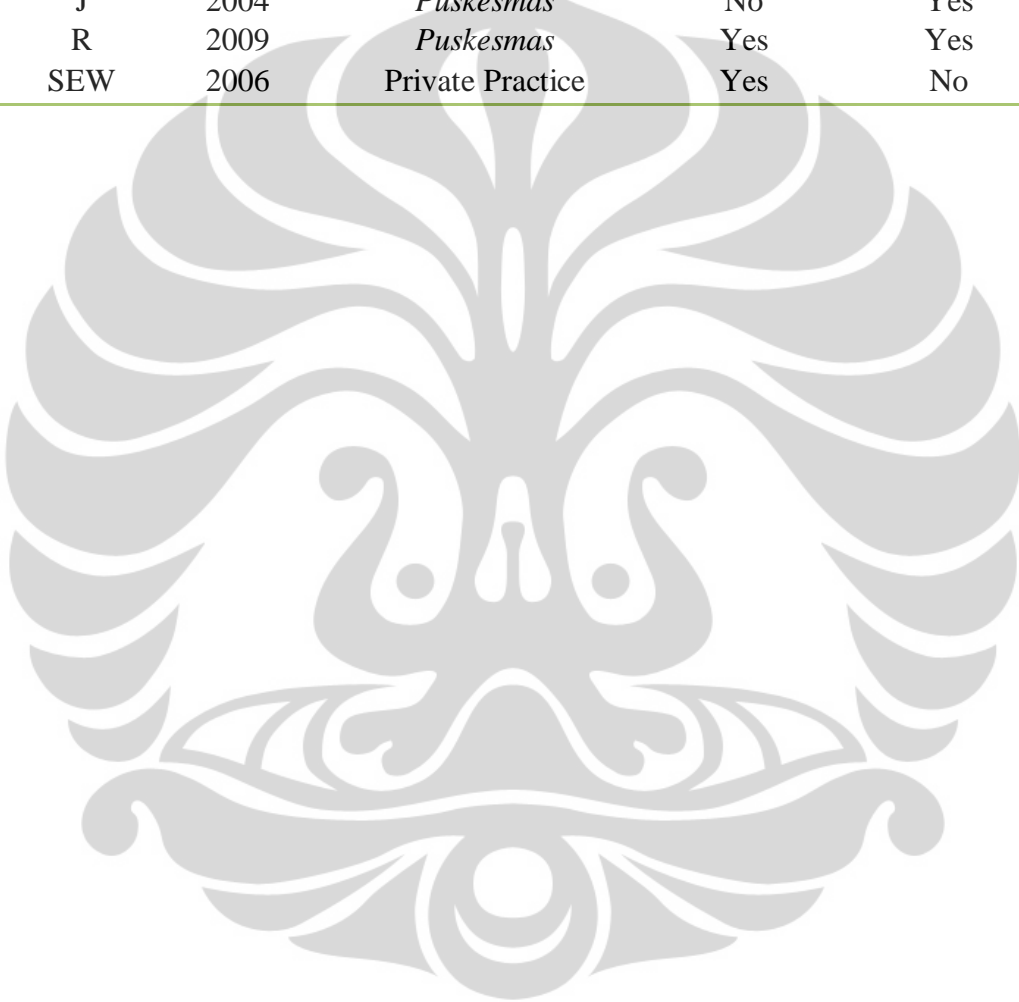 J 2004 Puskesmas No Yes
R 2009 Puskesmas Yes Yes
SEW 2006 Private Practice Yes No